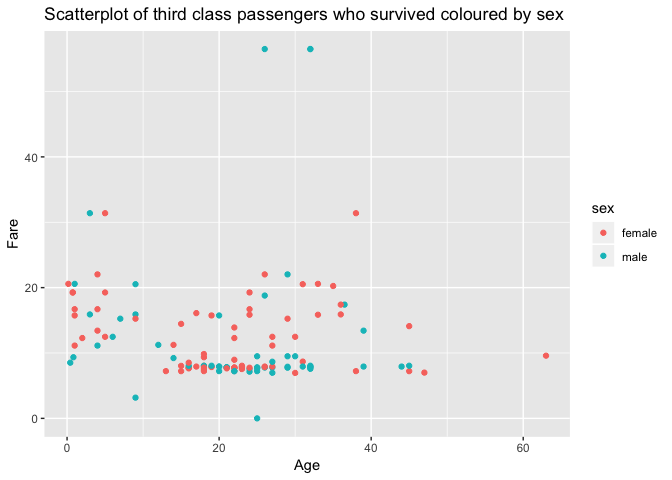 Scatterplot of third class passengers who survived coloured by sex
40
20
0
Fare
0 20 40 60
Age
sex
female
male